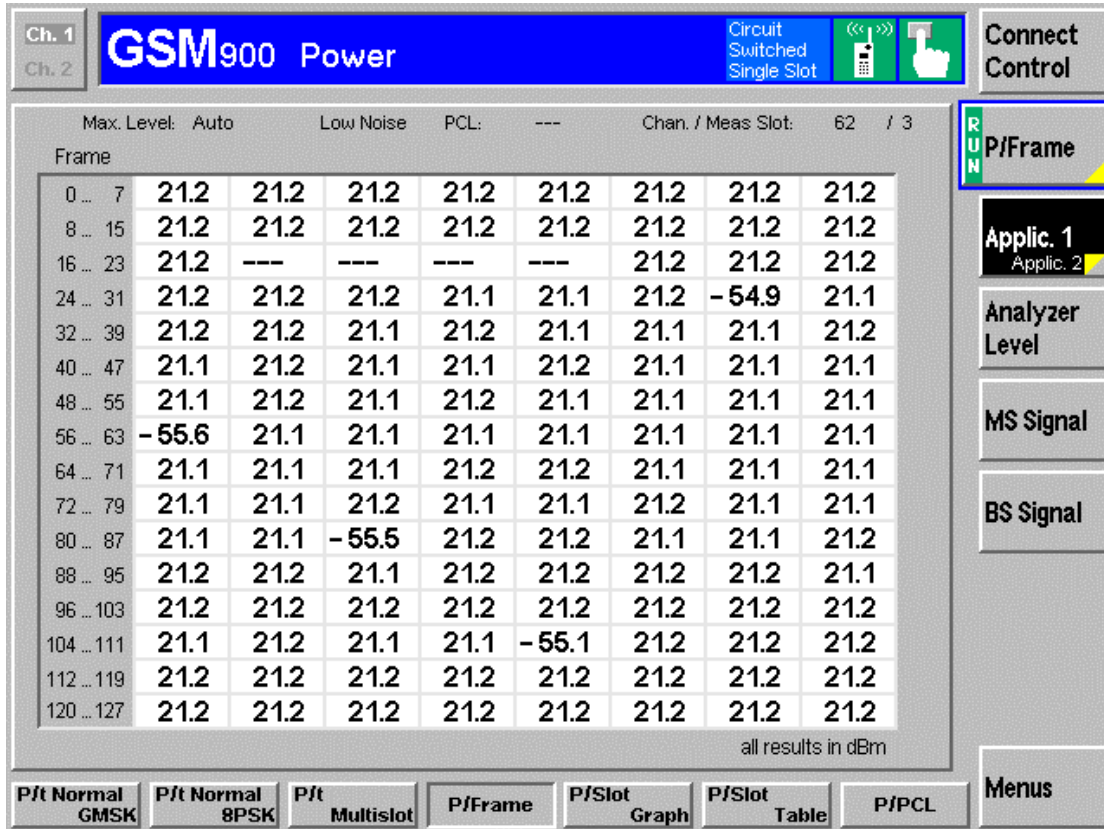 Ch. 1
Ch. 2
GSM900 Power
Circuit
Switched
Single Slot
Connect
Control
Max. Level: Auto Low Noise PCL: --- Chan. / Meas Slot: 62 / 3
Frame
0 ... 7 21.2 21.2 21.2 21.2 21.2 21.2 21.2 21.2
8 ... 15 21.2 21.2 21.2 21.2 21.2 21.2 21.2 21.2
16 ... 23 21.2 --- --- --- --- 21.2 21.2 21.2
24 ... 31 21.2 21.2 21.2 21.1 21.1 21.2 - 54.9 21.1
32 ... 39 21.2 21.2 21.1 21.2 21.1 21.1 21.1 21.2
40 ... 47 21.1 21.2 21.2 21.2 21.1 21.1 21.1 21.2
48 ... 55 21.1 21.2 21.1 21.2 21.1 21.1 21.1 21.1
56 ... 63 - 55.6 21.1 21.1 21.1 21.1 21.1 21.1 21.1
64 ... 71 21.1 21.1 21.1 21.2 21.2 21.1 21.1 21.1
72 ... 79 21.1 21.1 21.2 21.1 21.2 21.1 21.1 21.1
80 ... 87 21.1 21.1 - 55.5 21.2 21.2 21.1 21.1 21.2
88 ... 95 21.2 21.2 21.1 21.2 21.2 21.2 21.2 21.1
96 ... 103 21.2 21.2 21.2 21.2 21.2 21.2 21.2 21.2
104 ... 111 21.1 21.2 21.1 21.1 - 55.1 21.2 21.2 21.2
112 ... 119 21.2 21.2 21.2 21.2 21.2 21.2 21.2 21.2
120 ... 127 21.2 21.2 21.2 21.2 21.2 21.2 21.2 21.2
all results in dBm
RUN
P/Frame
Applic. 1
Applic. 2
Analyzer
Level
MS Signal
BS Signal
Menus
P/t Normal
GMSK
P/t Normal
8PSK
P/t
Multislot
P/Frame
P/Slot
Graph
P/Slot
Table
P/PCL